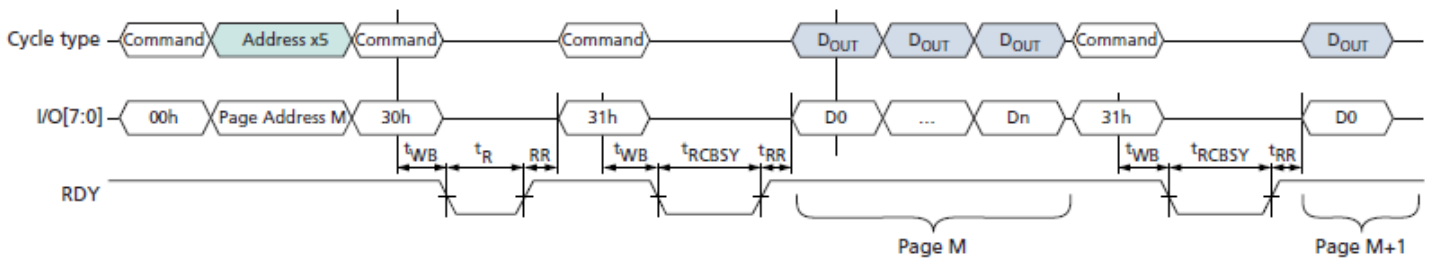 Cycle type Command Address x5 Command Command DOUT DOUT DOUT Command DOUT
I/O[7:0] 00h Page Address M 30h 31h D0 ... Dn 31h D0
tWB tR RR tWB tRCBSY tRR tWB tRCBSY tRR
RDY
Page M Page M+1